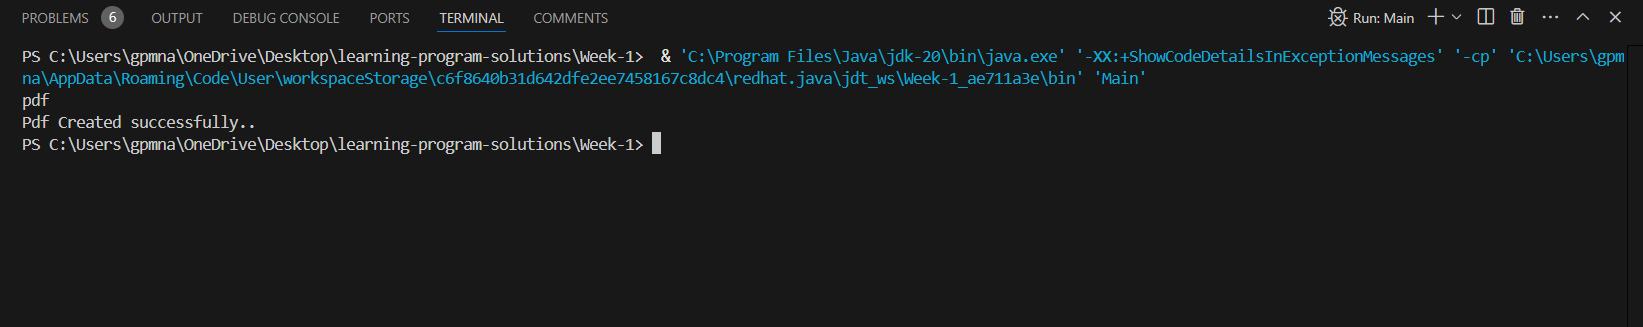 PROBLEMS 6 OUTPUT DEBUG CONSOLE PORTS TERMINAL COMMENTS Run: Main
PS C:\Users\gpmna\OneDrive\Desktop\learning-program-solutions\Week-1>  & 'C:\Program Files\Java\jdk-20\bin\java.exe' '-XX:+ShowCodeDetailsInExceptionMessages' '-cp' 'C:\Users\gpm
na\AppData\Roaming\Code\User\workspaceStorage\c6f8640b31d642dfe2ee7458167c8dc4\redhat.java\jdt_ws\Week-1_ae711a3e\bin' 'Main'
pdf
Pdf Created successfully..
PS C:\Users\gpmna\OneDrive\Desktop\learning-program-solutions\Week-1>